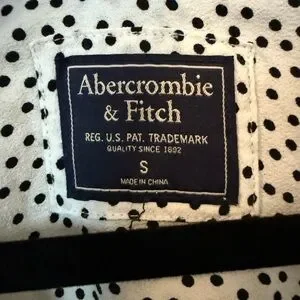 Abercrombie
& Fitch
REG. U.S. PAT. TRADEMARK
QUALITY SINCE 1892
S
MADE IN CHINA